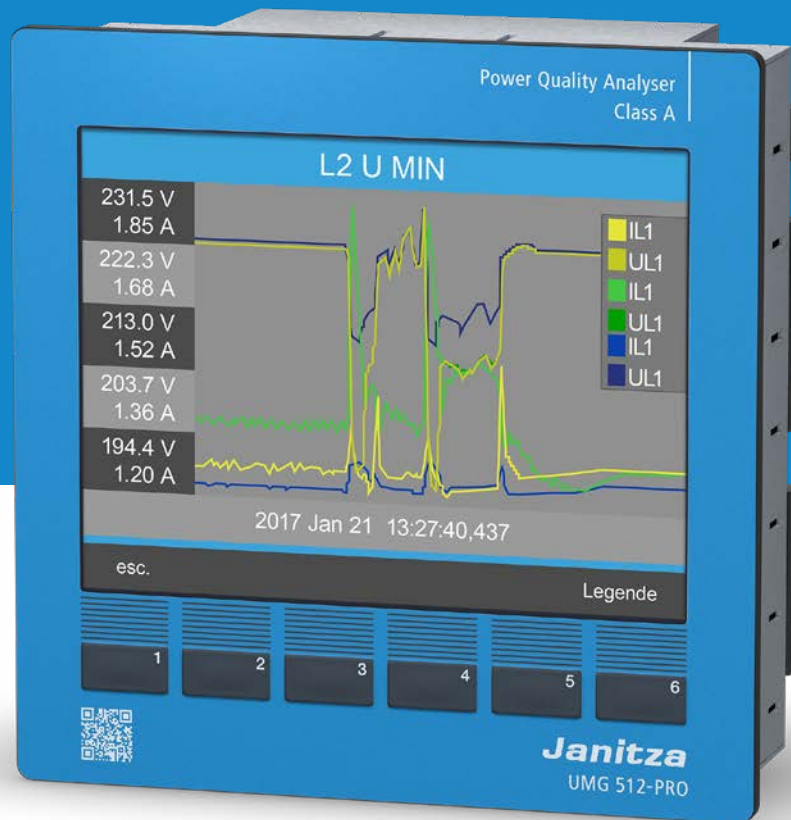 Power Quality Analyser
Class A
L2 U MIN
231.5 V
1.85 A
222.3 V
1.68 A
213.0 V
1.52 A
203.7 V
1.36 A
194.4 V
1.20 A
IL1
UL1
IL1
UL1
IL1
UL1
2017 Jan 21 13:27:40,437
esc.
Legende
1
2
3
4
5
6
Janitza
UMG 512-PRO